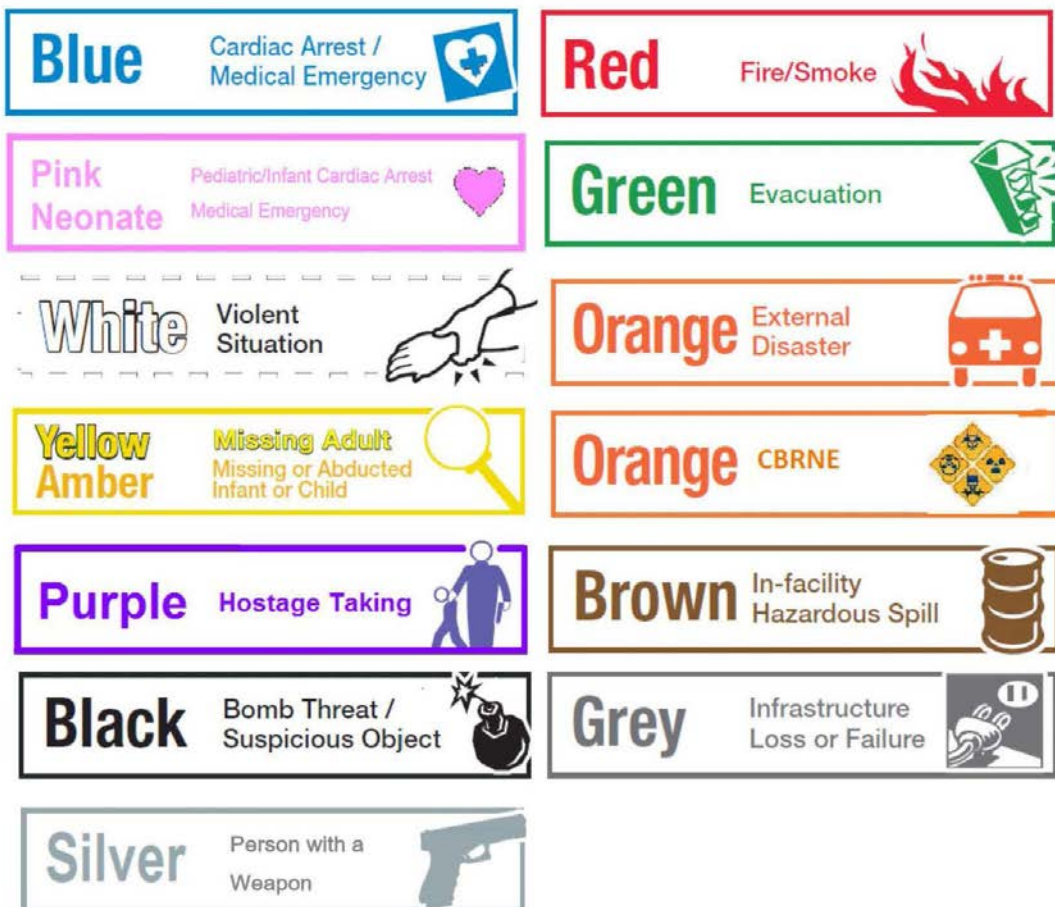 Blue
Cardiac Arrest /
Medical Emergency
Red
Fire/Smoke
Pink
Neonate
Pediatric/Infant Cardiac Arrest
Medical Emergency
Green
Evacuation
White
Violent
Situation
Orange
External
Disaster
Yellow
Amber
Missing Adult
Missing or Abducted
Infant or Child
Orange
CBRNE
Purple
Hostage Taking
Brown
In-facility
Hazardous Spill
Black
Bomb Threat /
Suspicious Object
Grey
Infrastructure
Loss or Failure
Silver
Person with a
Weapon